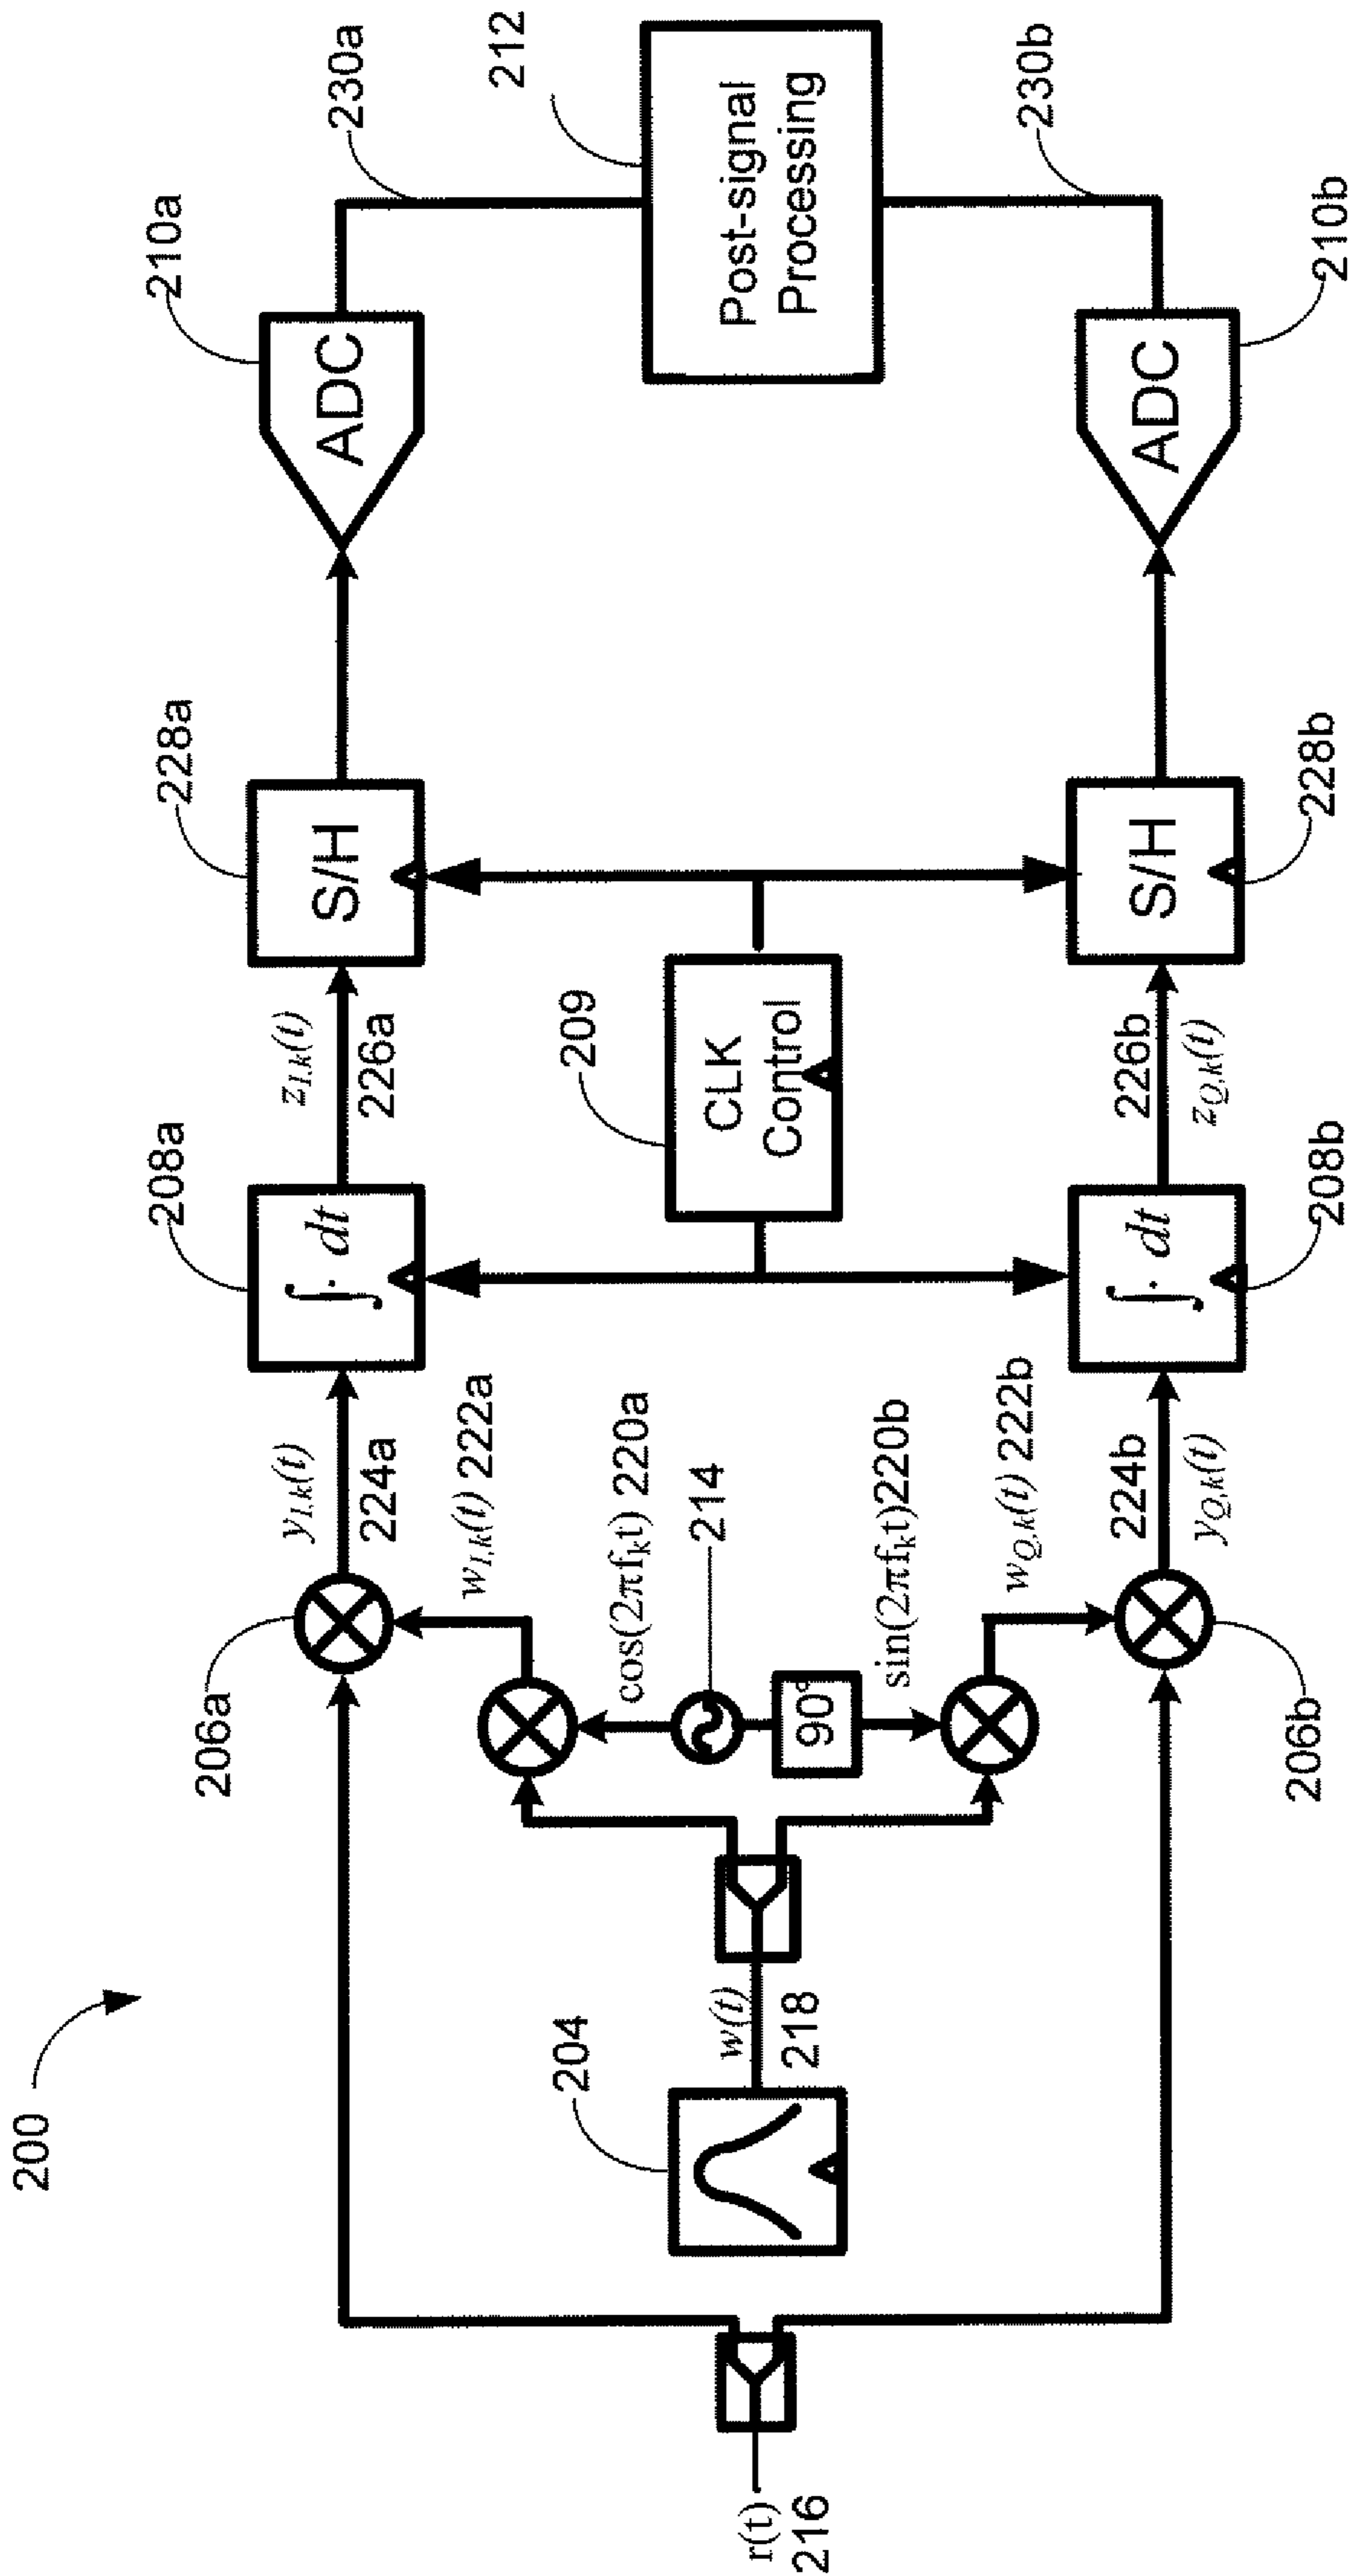 200
r(t)
216
204
w(t)
218
206a
y_{I,k}(t)
224a
w_{I,k}(t) 222a
cos(2πf_kt) 220a
214
90°
sin(2πf_kt)220b
w_{Q,k}(t) 222b
224b
y_{Q,k}(t)
206b
208a
∫· dt
z_{I,k}(t)
226a
209
CLK
Control
∫· dt
208b
226b
z_{Q,k}(t)
228a
S/H
S/H
228b
210a
ADC
230a
212
Post-signal
Processing
230b
ADC
210b